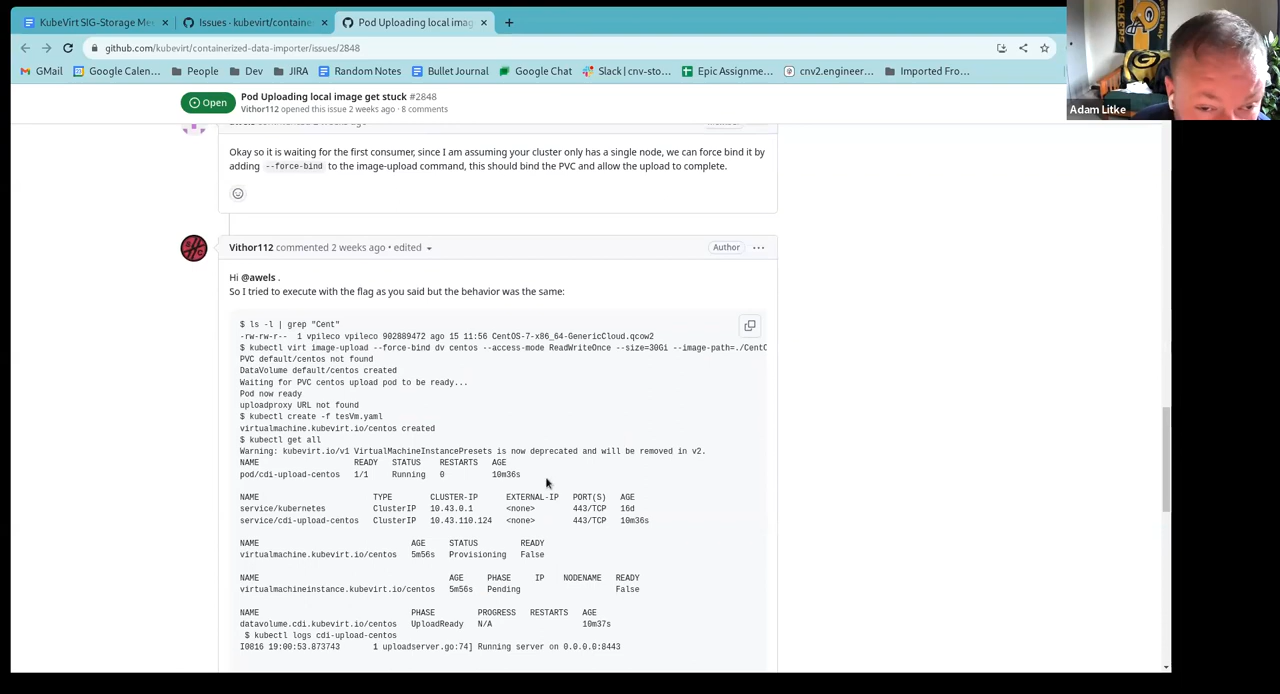 KubeVirt SIG-Storage Me
Issues · kubevirt/containe
Pod Uploading local imag
github.com/kubevirt/containerized-data-importer/issues/2848
GMail
Google Calen…
People
Dev
JIRA
Random Notes
Bullet Journal
Google Chat
Slack | cnv-sto…
Epic Assignme…
cnv2.engineer…
Imported Fro…
Adam Litke
Open
Pod Uploading local image get stuck #2848
Vithor112 opened this issue 2 weeks ago · 8 comments
Okay so it is waiting for the first consumer, since I am assuming your cluster only has a single node, we can force bind it by
adding --force-bind to the image-upload command, this should bind the PVC and allow the upload to complete.
Vithor112 commented 2 weeks ago • edited
Author
Hi @awels .
So I tried to execute with the flag as you said but the behavior was the same:
$ ls -l | grep "Cent"
-rw-rw-r-- 1 vpileco vpileco 902889472 ago 15 11:56 CentOS-7-x86_64-GenericCloud.qcow2
$ kubectl virt image-upload --force-bind dv centos --access-mode ReadWriteOnce --size=30Gi --image-path=./CentO
PVC default/centos not found
DataVolume default/centos created
Waiting for PVC centos upload pod to be ready...
Pod now ready
uploadproxy URL not found
$ kubectl create -f tesVm.yaml
virtualmachine.kubevirt.io/centos created
$ kubectl get all
Warning: kubevirt.io/v1 VirtualMachineInstancePresets is now deprecated and will be removed in v2.
NAME READY STATUS RESTARTS AGE
pod/cdi-upload-centos 1/1 Running 0 10m36s
NAME TYPE CLUSTER-IP EXTERNAL-IP PORT(S) AGE
service/kubernetes ClusterIP 10.43.0.1 <none> 443/TCP 16d
service/cdi-upload-centos ClusterIP 10.43.110.124 <none> 443/TCP 10m36s
NAME AGE STATUS READY
virtualmachine.kubevirt.io/centos 5m56s Provisioning False
NAME AGE PHASE IP NODENAME READY
virtualmachineinstance.kubevirt.io/centos 5m56s Pending False
NAME PHASE PROGRESS RESTARTS AGE
datavolume.cdi.kubevirt.io/centos UploadReady N/A 10m37s
$ kubectl logs cdi-upload-centos
I0816 19:00:53.873743 1 uploadserver.go:74] Running server on 0.0.0.0:8443